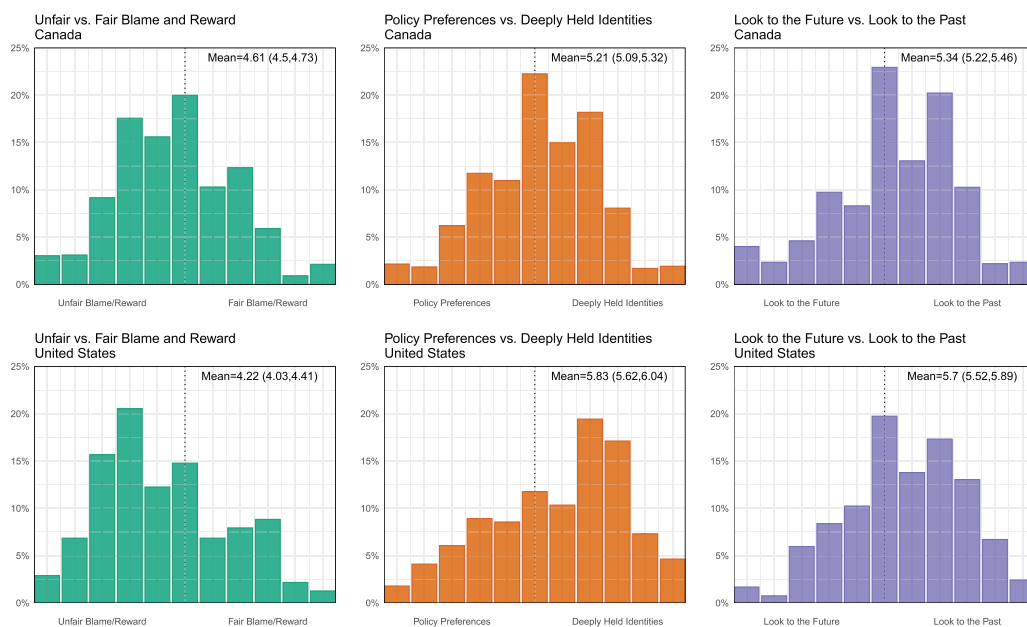 Unfair vs. Fair Blame and Reward
Canada
25%
20%
15%
10%
5%
0%
Mean=4.61 (4.5,4.73)
Unfair Blame/Reward
Fair Blame/Reward
Policy Preferences vs. Deeply Held Identities
Canada
25%
20%
15%
10%
5%
0%
Mean=5.21 (5.09,5.32)
Policy Preferences
Deeply Held Identities
Look to the Future vs. Look to the Past
Canada
25%
20%
15%
10%
5%
0%
Mean=5.34 (5.22,5.46)
Look to the Future
Look to the Past
Unfair vs. Fair Blame and Reward
United States
25%
20%
15%
10%
5%
0%
Mean=4.22 (4.03,4.41)
Unfair Blame/Reward
Fair Blame/Reward
Policy Preferences vs. Deeply Held Identities
United States
25%
20%
15%
10%
5%
0%
Mean=5.83 (5.62,6.04)
Policy Preferences
Deeply Held Identities
Look to the Future vs. Look to the Past
United States
25%
20%
15%
10%
5%
0%
Mean=5.7 (5.52,5.89)
Look to the Future
Look to the Past